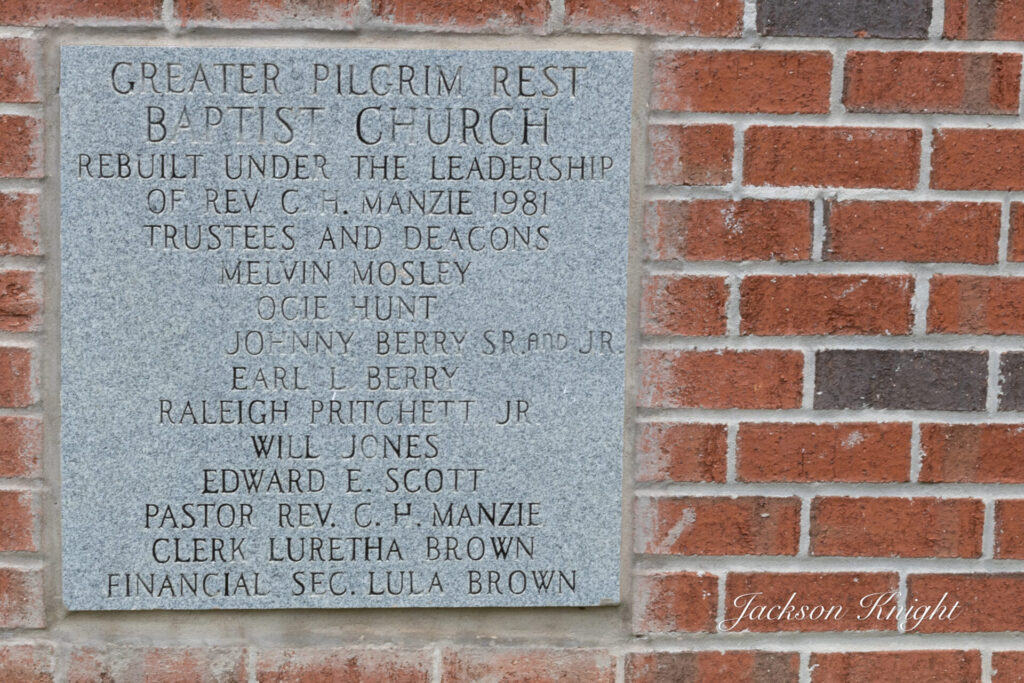 GREATER PILGRIM REST
BAPTIST CHURCH
REBUILT UNDER THE LEADERSHIP
OF REV. C. H. MANZIE 1981
TRUSTEES AND DEACONS
MELVIN MOSLEY
OCIE HUNT
JOHNNY BERRY SR. AND JR.
EARL L BERRY
RALEIGH PRITCHETT JR.
WILL JONES
EDWARD E. SCOTT
PASTOR REV. C. H. MANZIE
CLERK LURETHA BROWN
FINANCIAL SEC. LULA BROWN
Jackson Knight